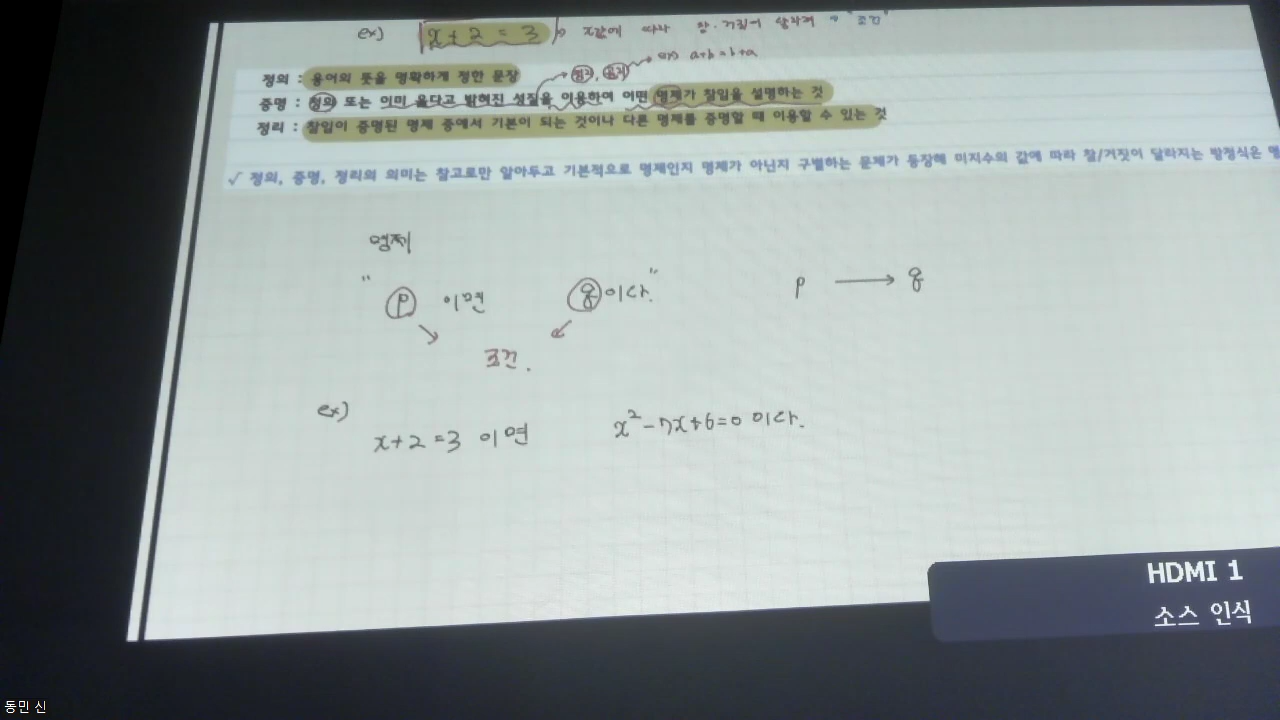 ex) x+2=3 x값에 따라 참·거짓이 달라져 "조건"
ex) a+b=b+a
정의 : 용어의 뜻을 명확하게 정한 문장
증명 : 정의 또는 이미 옳다고 밝혀진 성질을 이용하여 어떤 명제가 참임을 설명하는 것
정리 : 참임이 증명된 명제 중에서 기본이 되는 것이나 다른 명제를 증명할 때 이용할 수 있는 것
√ 정의, 증명, 정리의 의미는 참고로만 알아두고 기본적으로 명제인지 명제가 아닌지 구별하는 문제가 등장해 미지수의 값에 따라 참/거짓이 달라지는 방정식은
명제
" p 이면 q 이다." p → q
조건.
ex)
x+2=3 이면 x²-7x+6=0 이다.
HDMI 1
소스 인식
동민 신